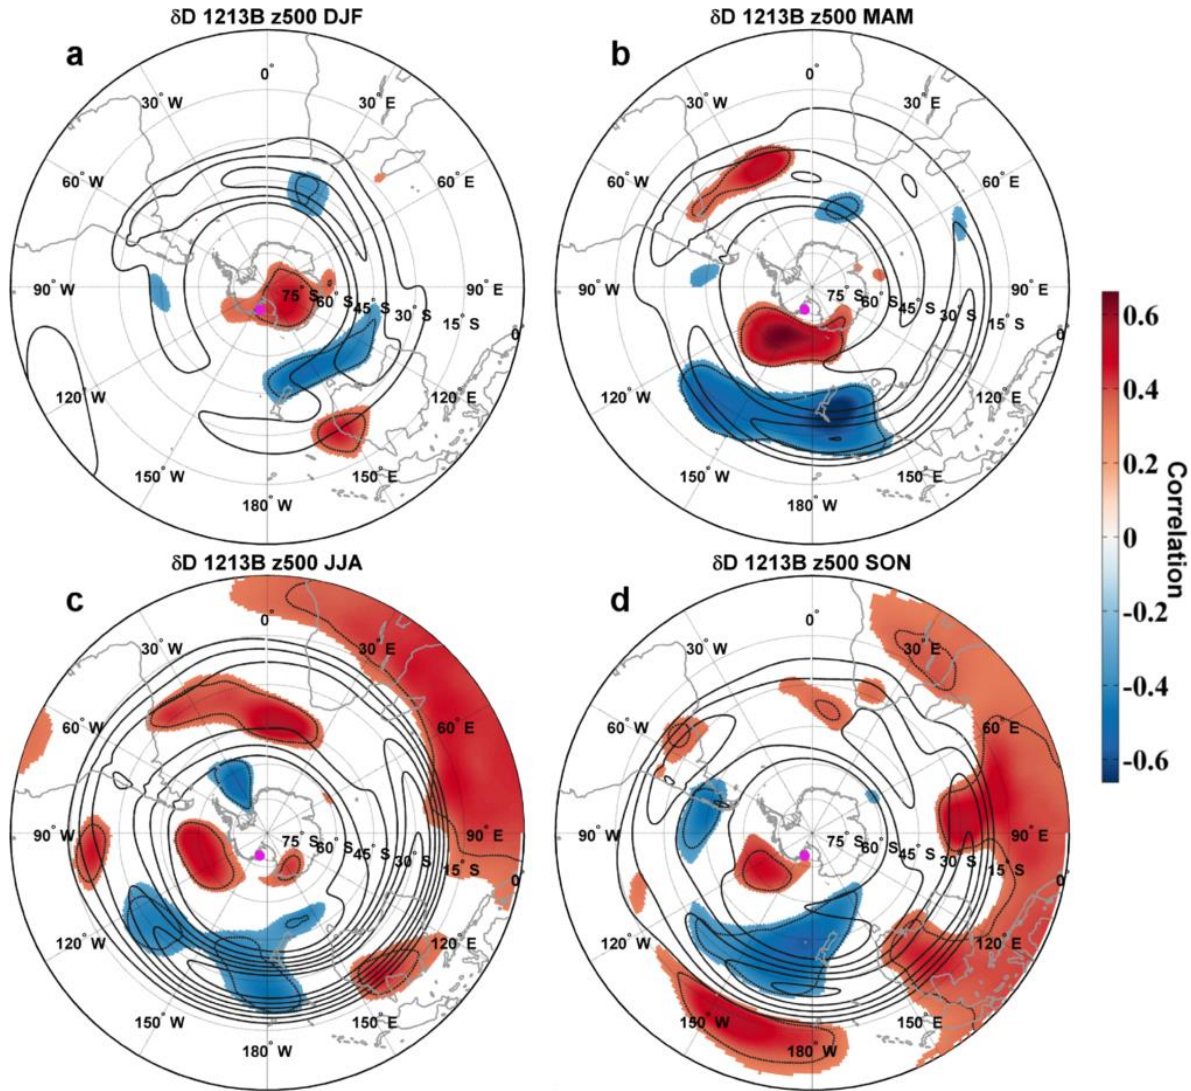 δD 1213B z500 DJF
a
0°
30° W
30° E
60° W
60° E
90° W
75° S 60° S 45° S 30° S 15° S 0°
90° E
120° W
120° E
150° W
150° E
180° W
δD 1213B z500 MAM
b
0°
30° W
30° E
60° W
60° E
90° W
75° S 60° S 45° S 30° S 15° S 0°
90° E
120° W
120° E
150° W
150° E
180° W
δD 1213B z500 JJA
c
0°
30° W
30° E
60° W
60° E
90° W
75° S 60° S 45° S 30° S 15° S 0°
90° E
120° W
120° E
150° W
150° E
180° W
δD 1213B z500 SON
d
0°
30° W
30° E
60° W
60° E
90° W
75° S 60° S 45° S 30° S 15° S 0°
90° E
120° W
120° E
150° W
150° E
180° W
0.6
0.4
0.2
0
-0.2
-0.4
-0.6
Correlation